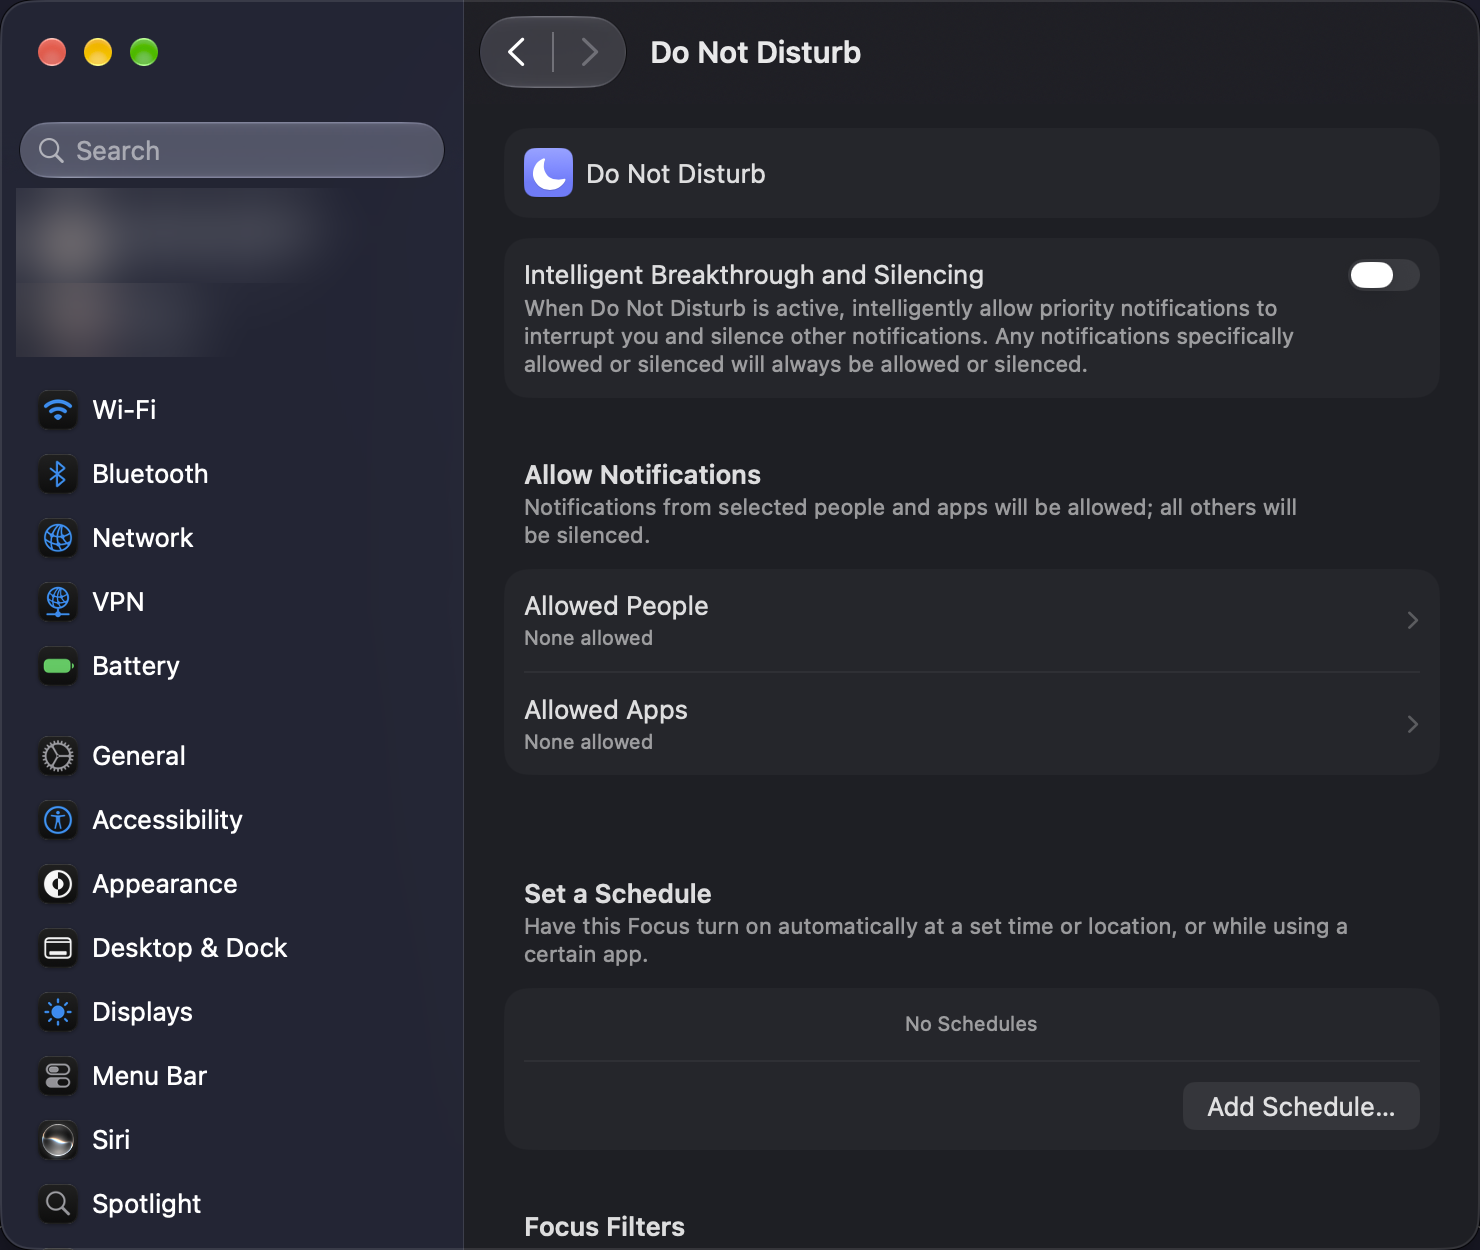 Do Not Disturb
Search
Wi-Fi
Bluetooth
Network
VPN
Battery
General
Accessibility
Appearance
Desktop & Dock
Displays
Menu Bar
Siri
Spotlight
Do Not Disturb
Intelligent Breakthrough and Silencing
When Do Not Disturb is active, intelligently allow priority notifications to
interrupt you and silence other notifications. Any notifications specifically
allowed or silenced will always be allowed or silenced.
Allow Notifications
Notifications from selected people and apps will be allowed; all others will
be silenced.
Allowed People
None allowed
Allowed Apps
None allowed
Set a Schedule
Have this Focus turn on automatically at a set time or location, or while using a
certain app.
No Schedules
Add Schedule...
Focus Filters